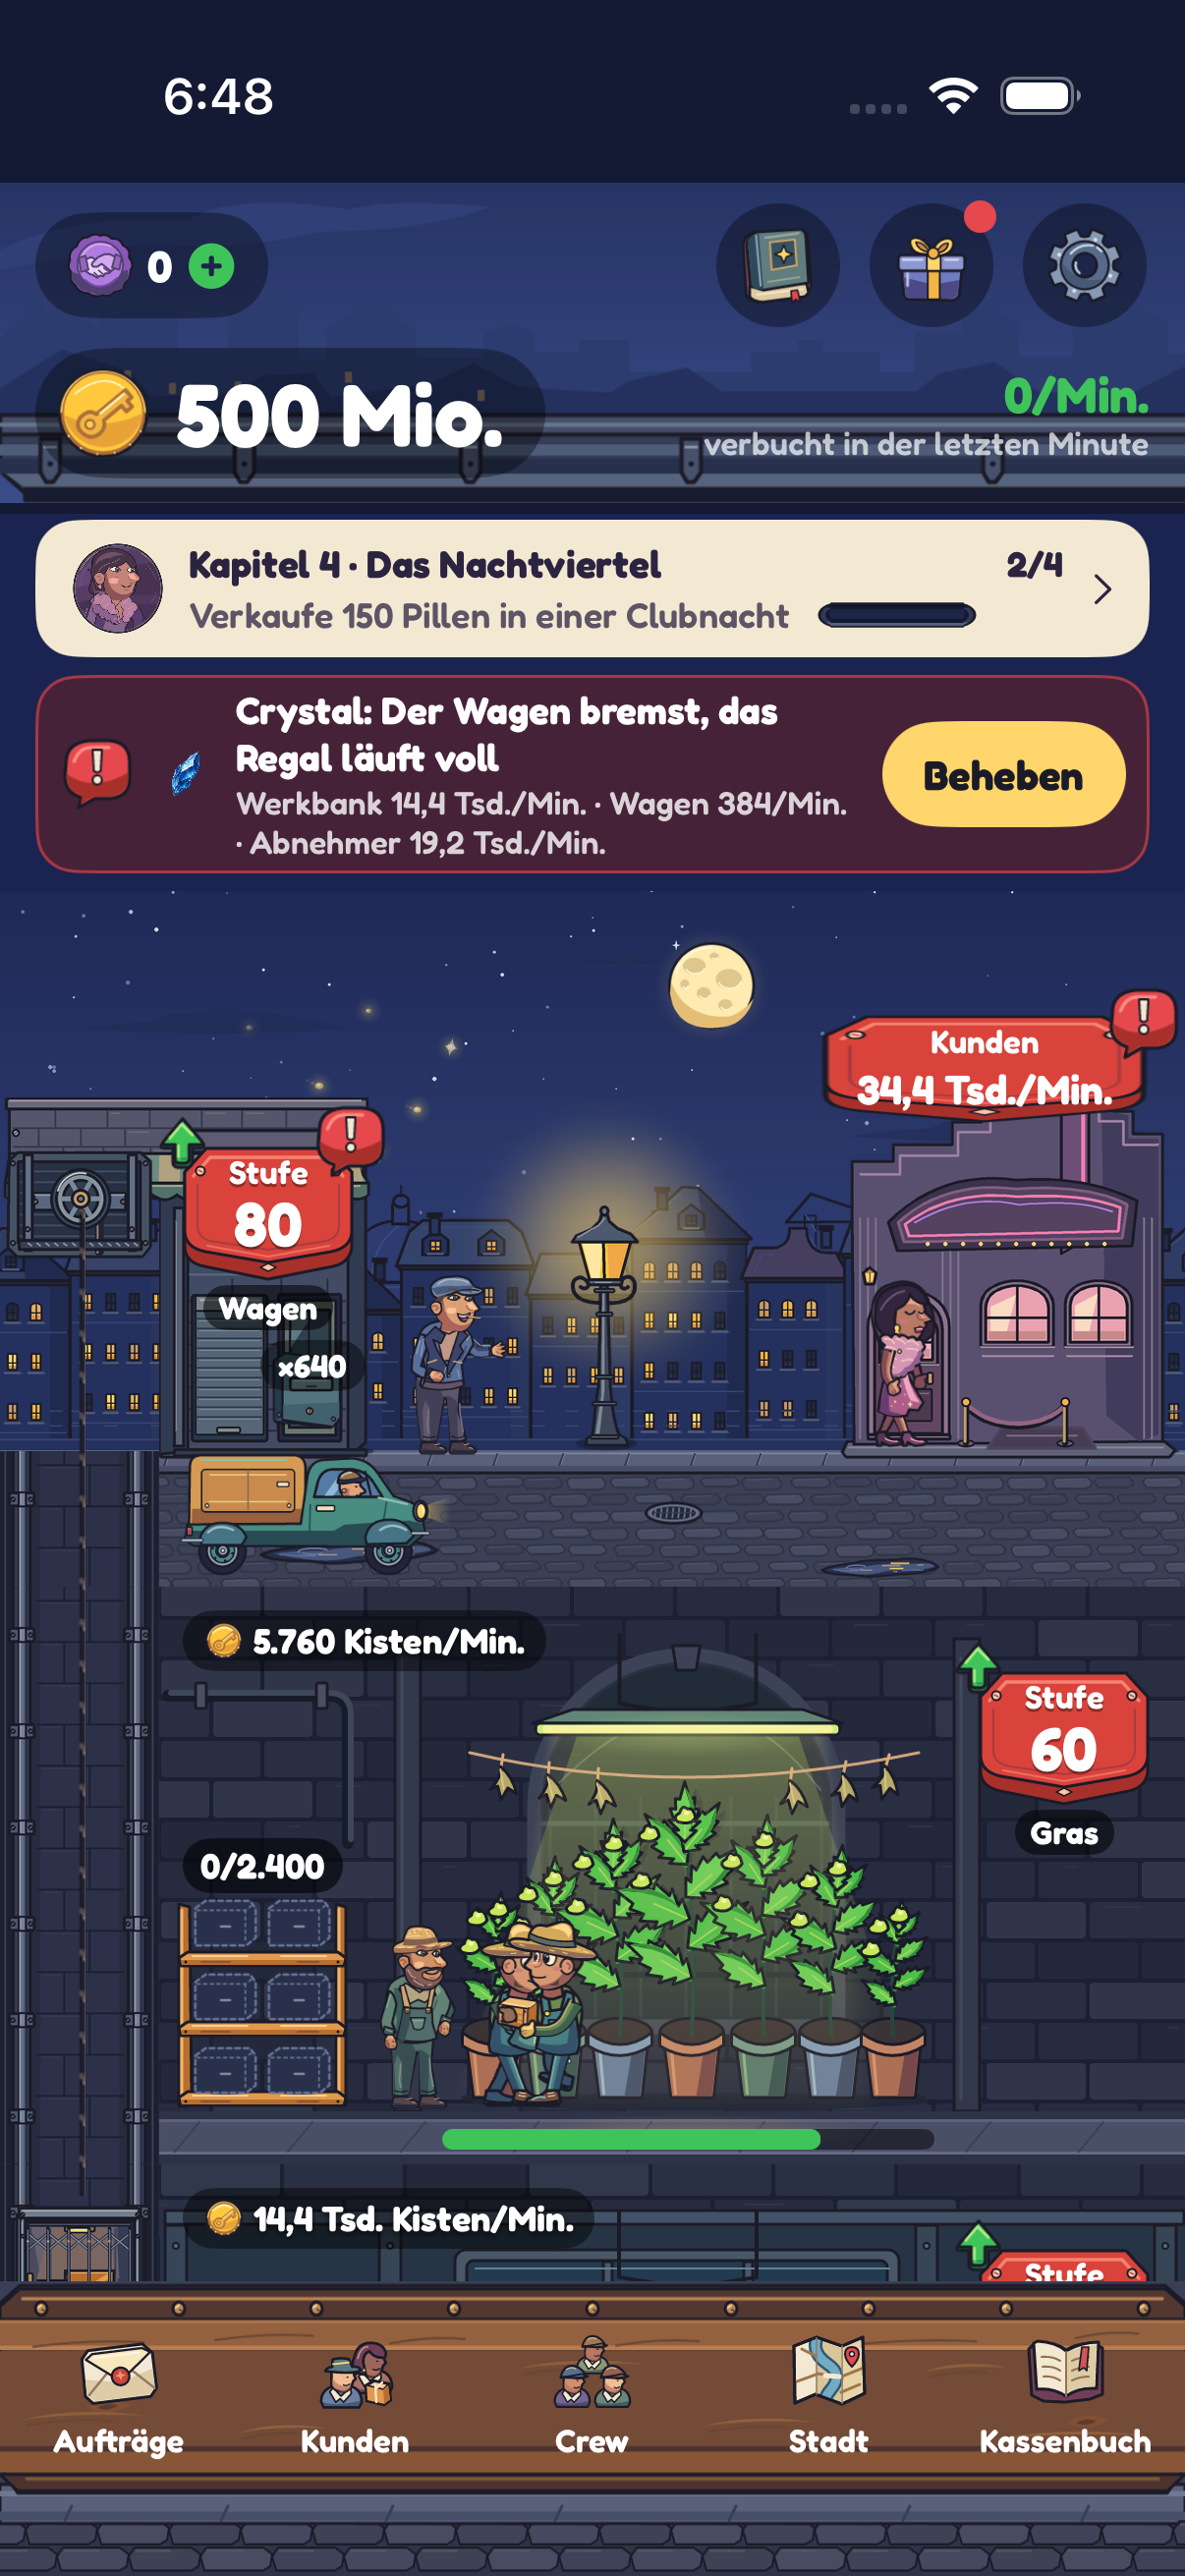 6:48
0
500 Mio.
0/Min.
verbucht in der letzten Minute
Kapitel 4 · Das Nachtviertel
2/4
Verkaufe 150 Pillen in einer Clubnacht
Crystal: Der Wagen bremst, das
Regal läuft voll
Werkbank 14,4 Tsd./Min. · Wagen 384/Min.
· Abnehmer 19,2 Tsd./Min.
Beheben
Kunden
34,4 Tsd./Min.
Stufe
80
Wagen
×640
5.760 Kisten/Min.
Stufe
60
Gras
0/2.400
14,4 Tsd. Kisten/Min.
Stufe
Aufträge
Kunden
Crew
Stadt
Kassenbuch